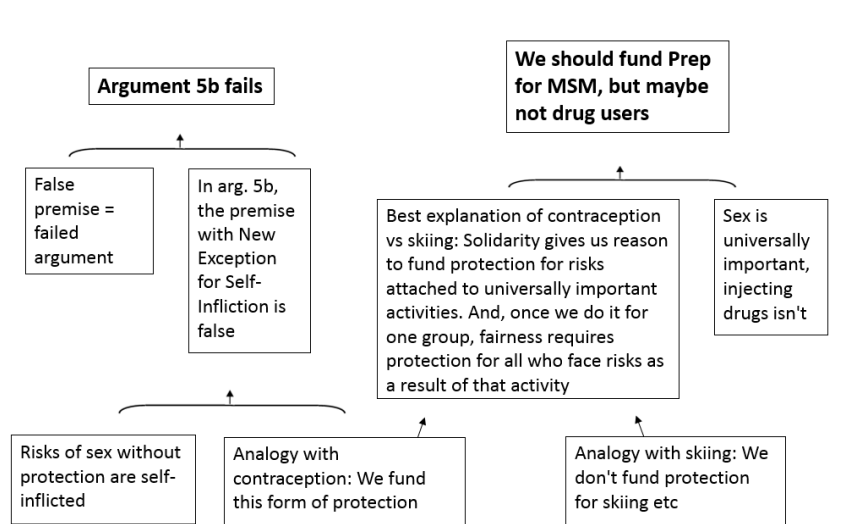 Argument 5b fails
We should fund Prep
for MSM, but maybe
not drug users
False
premise =
failed
argument
In arg. 5b,
the premise
with New
Exception
for Self-
Infliction is
false
Best explanation of contraception
vs skiing: Solidarity gives us reason
to fund protection for risks
attached to universally important
activities. And, once we do it for
one group, fairness requires
protection for all who face risks as
a result of that activity
Sex is
universally
important,
injecting
drugs isn't
Risks of sex without
protection are self-
inflicted
Analogy with
contraception: We fund
this form of protection
Analogy with skiing: We
don't fund protection
for skiing etc